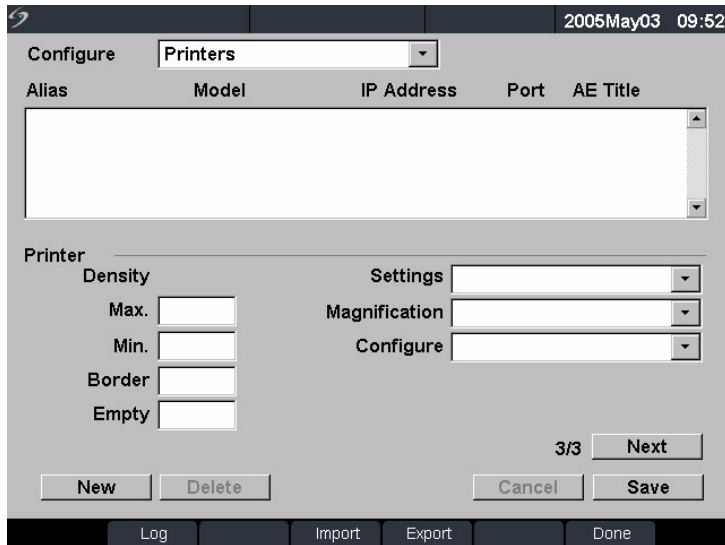 2005May03 09:52
Configure Printers
Alias Model IP Address Port AE Title
Printer
Density Settings
Max. Magnification
Min. Configure
Border
Empty
3/3 Next
New Delete Cancel Save
Log Import Export Done